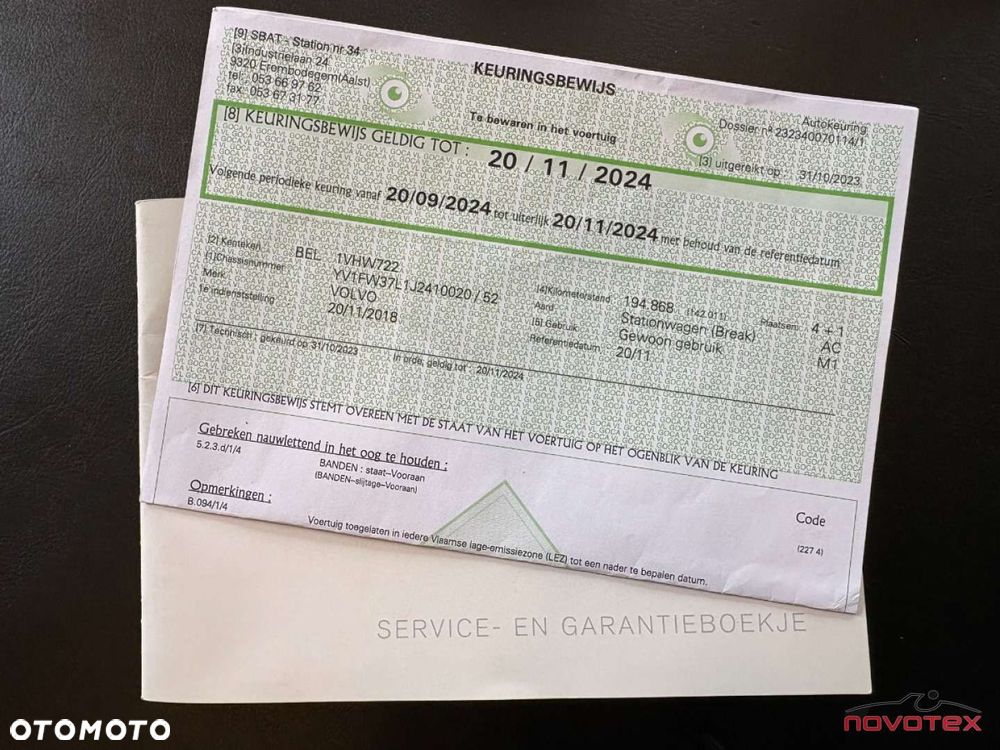 [9] SBAT - Station nr 34
[3]Industrielaan 24
9320 Erembodegem(Aalst)
tel: 053 66 97 62
fax: 053 67 31 77
KEURINGSBEWIJS
Te bewaren in het voertuig
Autokeuring
Dossier nº 232340070114/1
[3] uitgereikt op : 31/10/2023
[8] KEURINGSBEWIJS GELDIG TOT : 20 / 11 / 2024
Volgende periodieke keuring vanaf 20/09/2024 tot uiterlijk 20/11/2024 met behoud van de referentiedatum
[2] Kenteken BEL 1VHW722
[1]Chassisnummer YV1FW37L1J2410020 / 52
Merk VOLVO
1e indienststelling 20/11/2018
[4]Kilometerstand 194.868 (142 011) Plaatsen 4 + 1
Aard Stationwagen (Break) AC
[5] Gebruik Gewoon gebruik M1
Referentiedatum 20/11
[7] Technisch : gekeurd op 31/10/2023 In orde, geldig tot : 20/11/2024
[6] DIT KEURINGSBEWIJS STEMT OVEREEN MET DE STAAT VAN HET VOERTUIG OP HET OGENBLIK VAN DE KEURING
Gebreken nauwlettend in het oog te houden :
5.2.3.d/1/4
BANDEN : staat-Vooraan
(BANDEN-slijtage-Vooraan)
Code
Opmerkingen :
B.094/1/4
Voertuig toegelaten in iedere Vlaamse lage-emissiezone (LEZ) tot een nader te bepalen datum.
(227 4)
SERVICE- EN GARANTIEBOEKJE
OTOMOTO
NOVOTEX